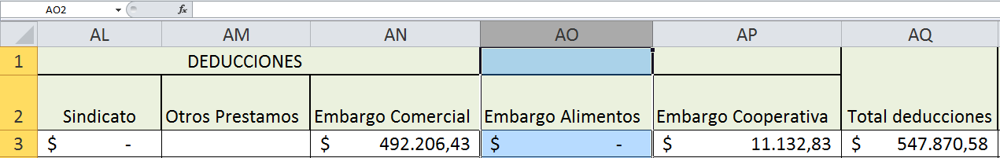 AO2 fx
AL AM AN AO AP AQ
1 DEDUCCIONES
2 Sindicato Otros Prestamos Embargo Comercial Embargo Alimentos Embargo Cooperativa Total deducciones
3 $ - $ 492.206,43 $ - $ 11.132,83 $ 547.870,58